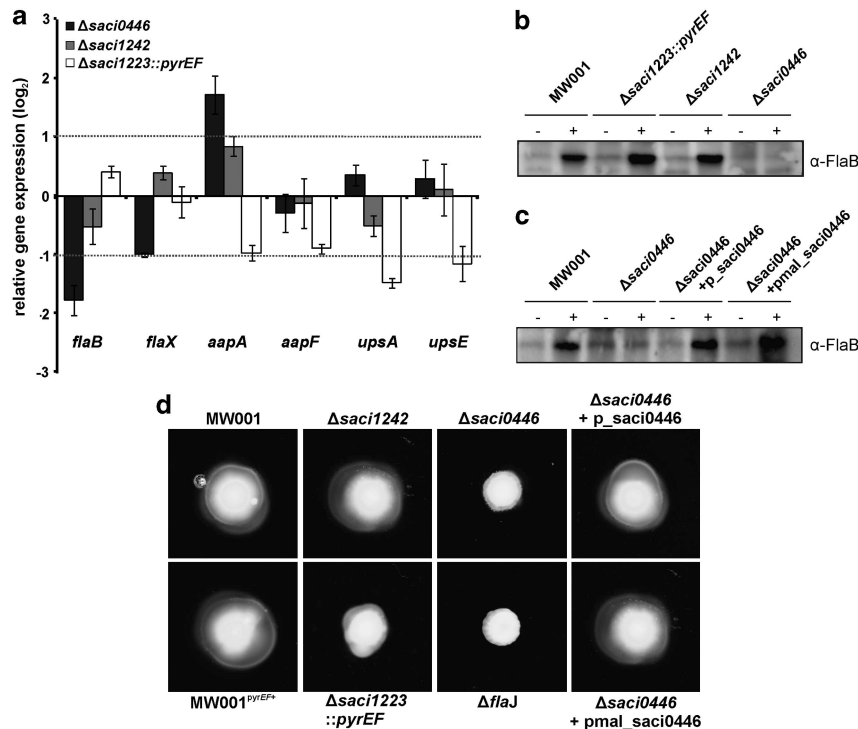 a
Δsaci0446
Δsaci1242
Δsaci1223::pyrEF
relative gene expression (log2)
3
2
1
0
-1
-2
-3
flaB flaX aapA aapF upsA upsE
b
MW001 Δsaci1223::pyrEF Δsaci1242 Δsaci0446
- + - + - + - +
α-FlaB
c
MW001 Δsaci0446 Δsaci0446 +p_saci0446 Δsaci0446 +pmal_saci0446
- + - + - + - +
α-FlaB
d
MW001 Δsaci1242 Δsaci0446 Δsaci0446
+ p_saci0446
MW001pyrEF+ Δsaci1223 ΔflaJ Δsaci0446
::pyrEF + pmal_saci0446